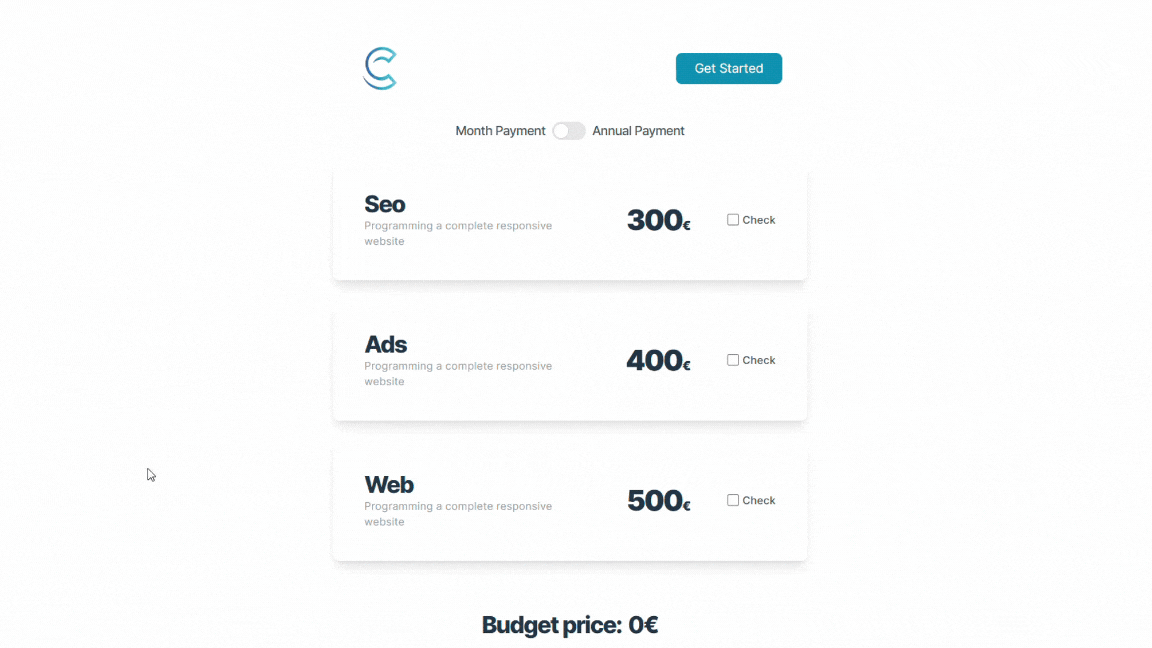 Get Started
Month Payment Annual Payment
Seo
Programming a complete responsive
website
300€
Check
Ads
Programming a complete responsive
website
400€
Check
Web
Programming a complete responsive
website
500€
Check
Budget price: 0€